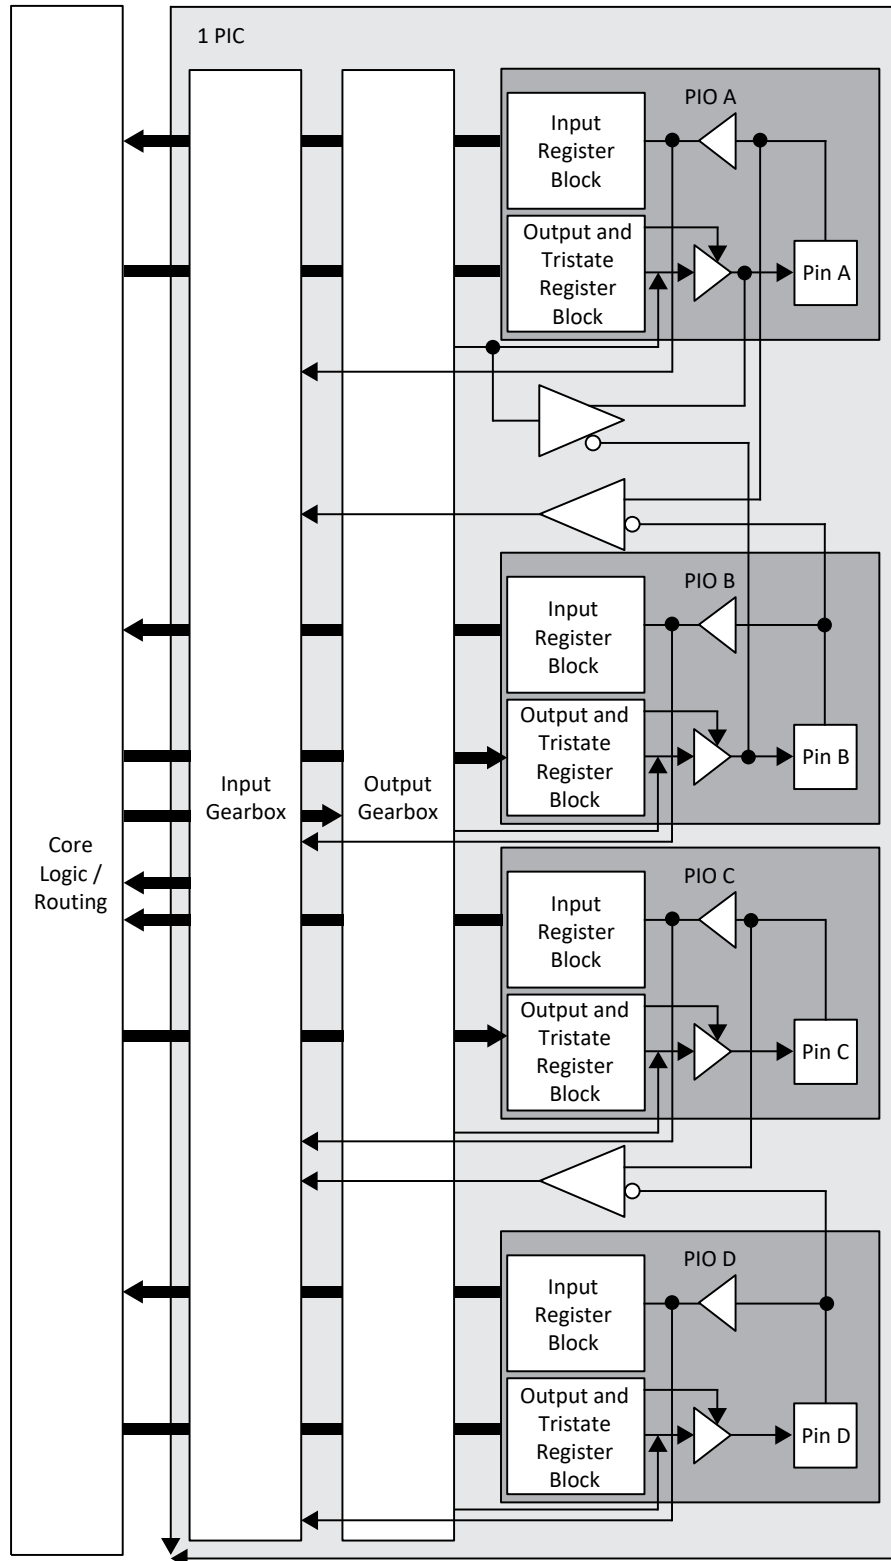 1 PIC
PIO A
Input
Register
Block
Output and
Tristate
Register
Block
Pin A
PIO B
Input
Register
Block
Output and
Tristate
Register
Block
Pin B
Input
Gearbox
Output
Gearbox
Core
Logic /
Routing
PIO C
Input
Register
Block
Output and
Tristate
Register
Block
Pin C
PIO D
Input
Register
Block
Output and
Tristate
Register
Block
Pin D